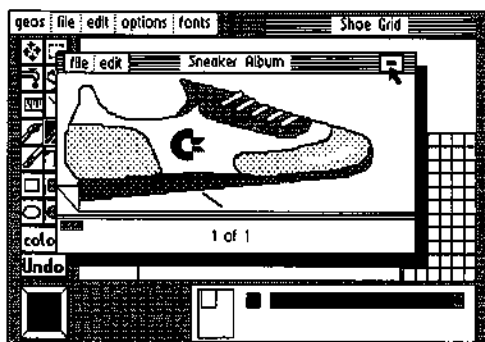 geos file edit options fonts
Shoe Grid
file edit
Sneaker Album
1 of 1
colo
Undo